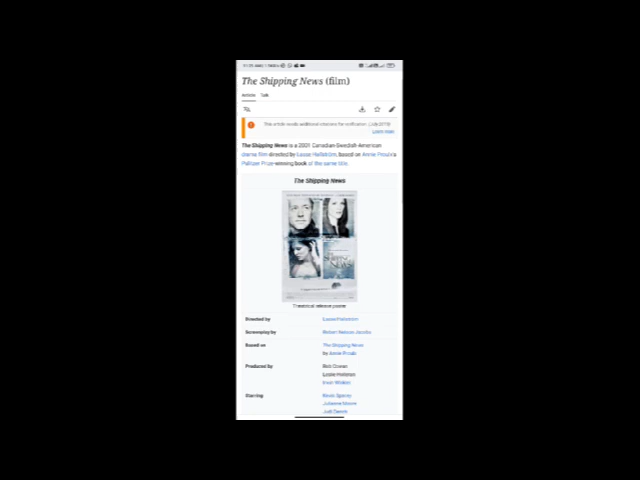 The Shipping News (film)
Article Talk
This article needs additional citations for verification. (July 2019)
Learn more
The Shipping News is a 2001 Canadian-Swedish-American
drama film directed by Lasse Hallström, based on Annie Proulx's
Pulitzer Prize-winning book of the same title.
The Shipping News
Theatrical release poster
Directed by Lasse Hallström
Screenplay by Robert Nelson Jacobs
Based on The Shipping News
by Annie Proulx
Produced by Rob Cowan
Leslie Holleran
Irwin Winkler
Starring Kevin Spacey
Julianne Moore
Judi Dench